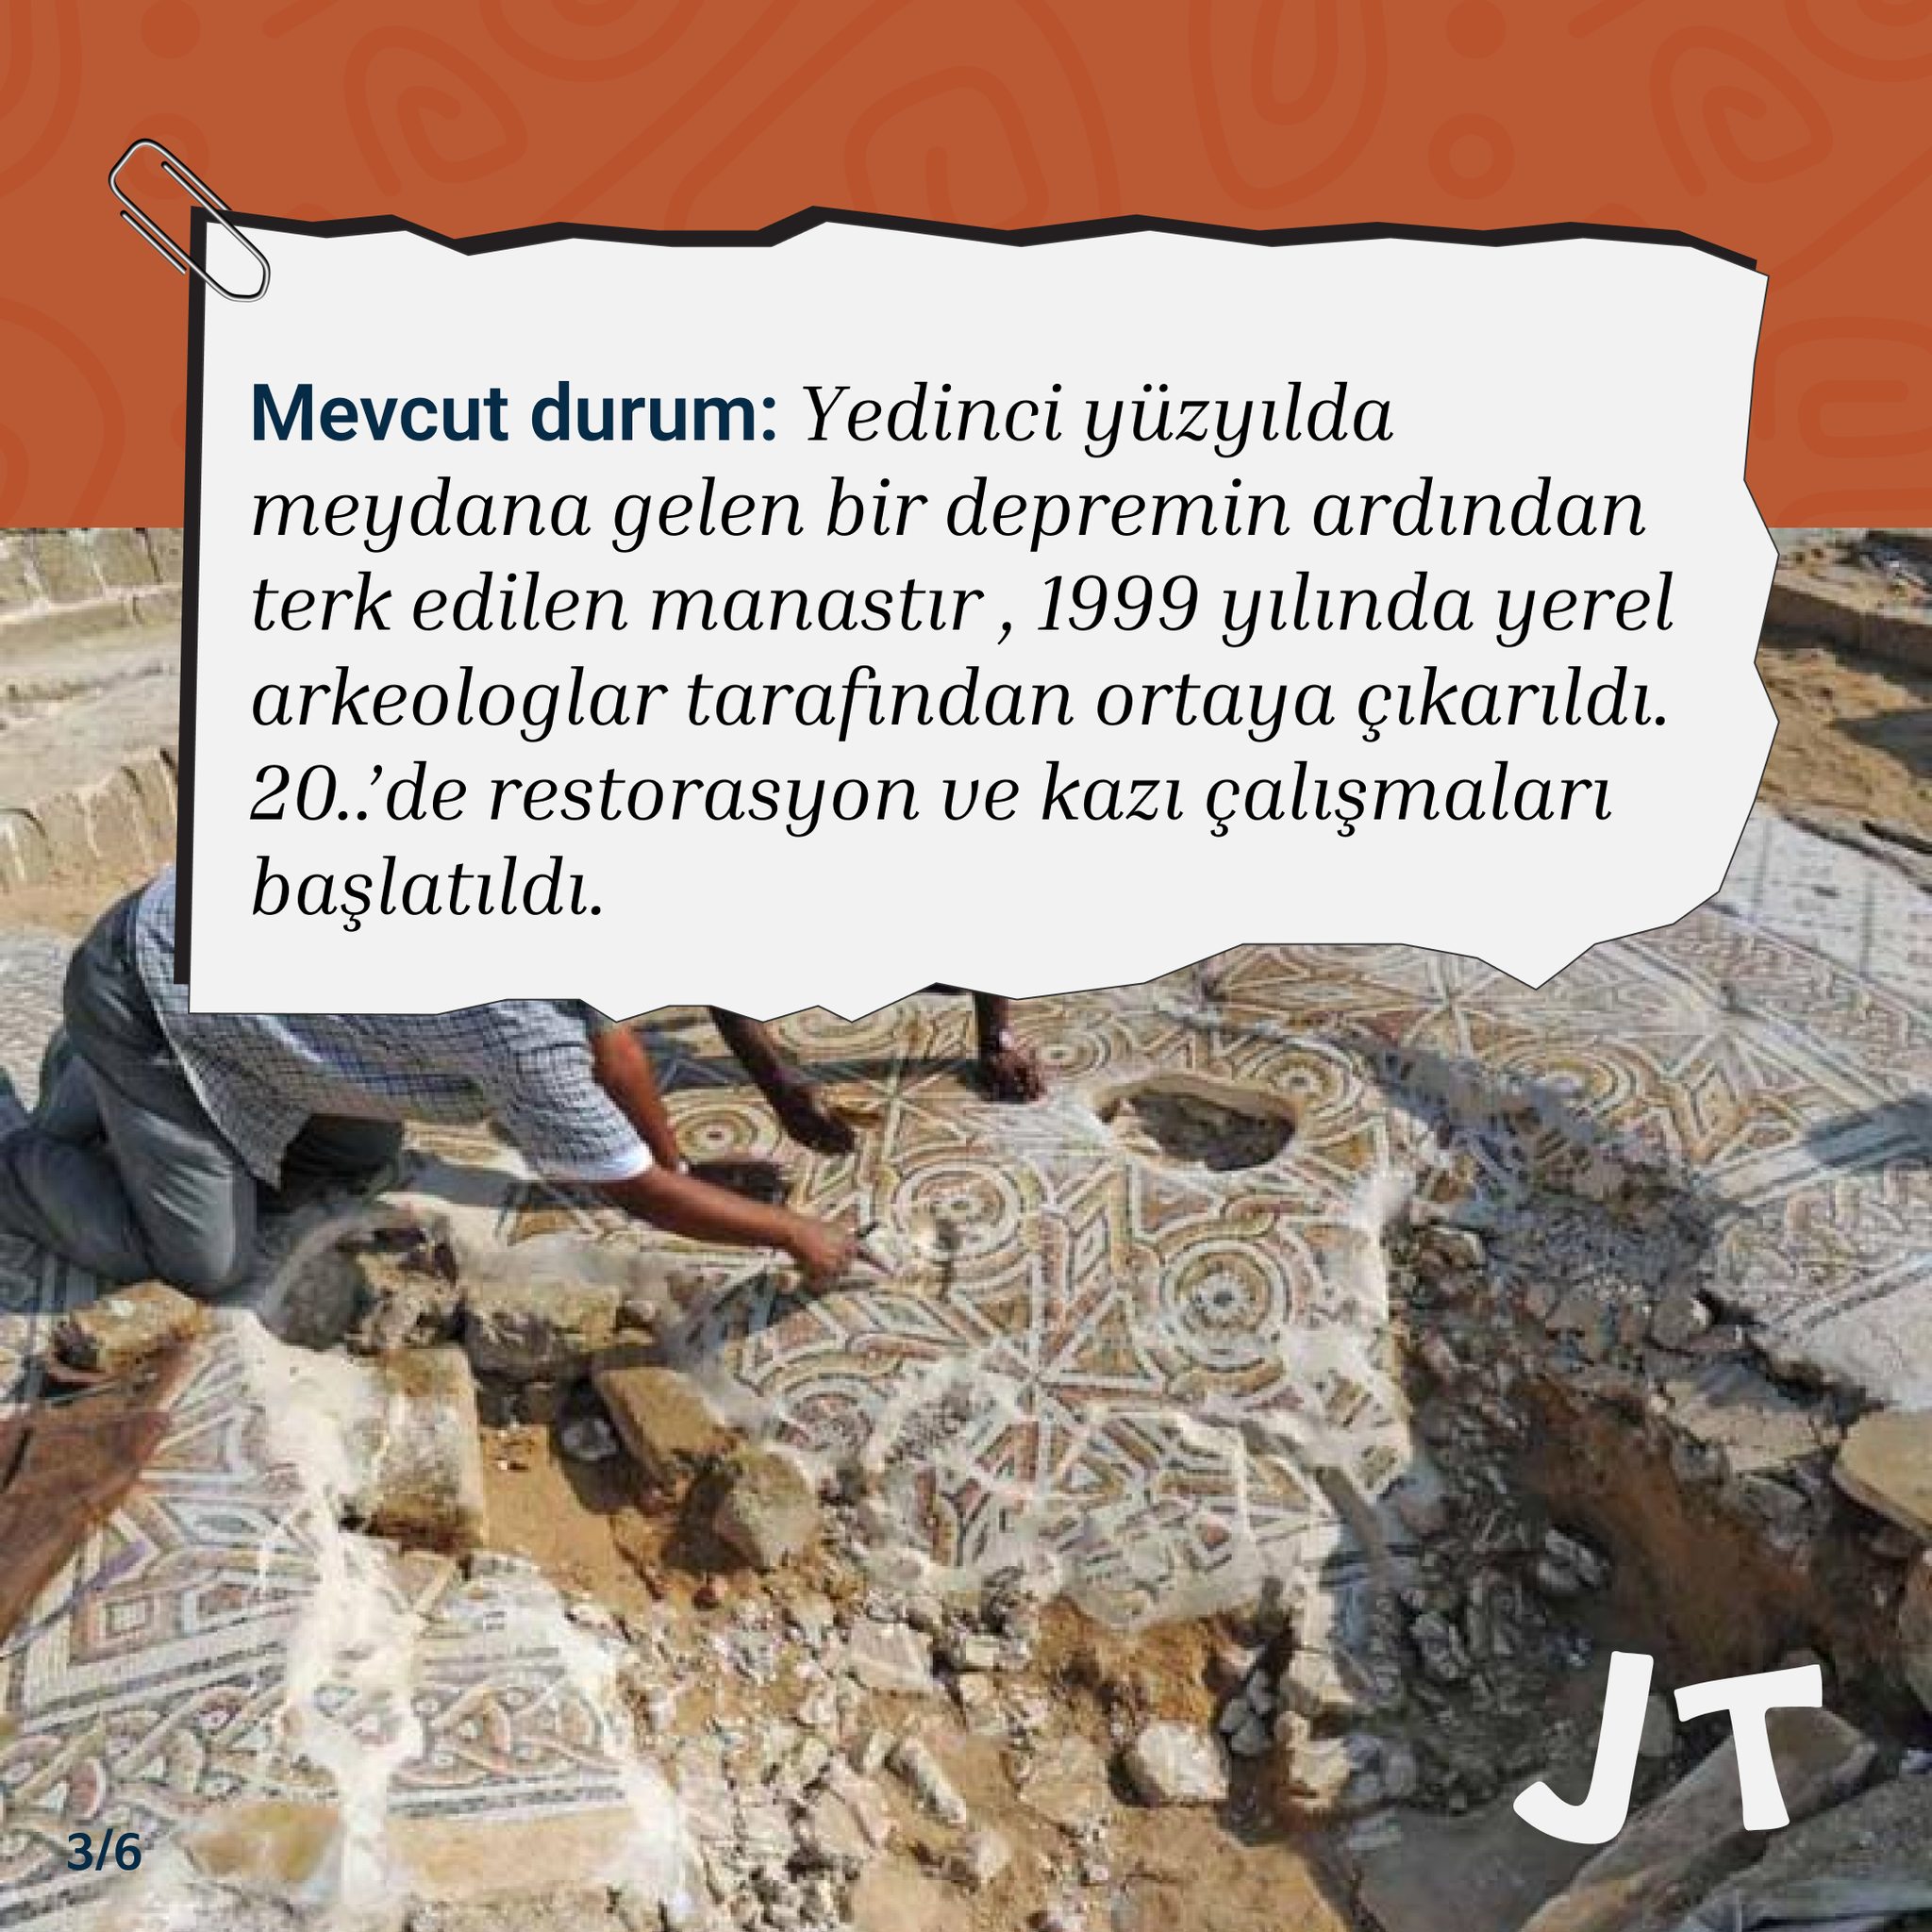 Mevcut durum: Yedinci yüzyılda
meydana gelen bir depremin ardından
terk edilen manastır , 1999 yılında yerel
arkeologlar tarafından ortaya çıkarıldı.
20..’de restorasyon ve kazı çalışmaları
başlatıldı.
JT
3/6